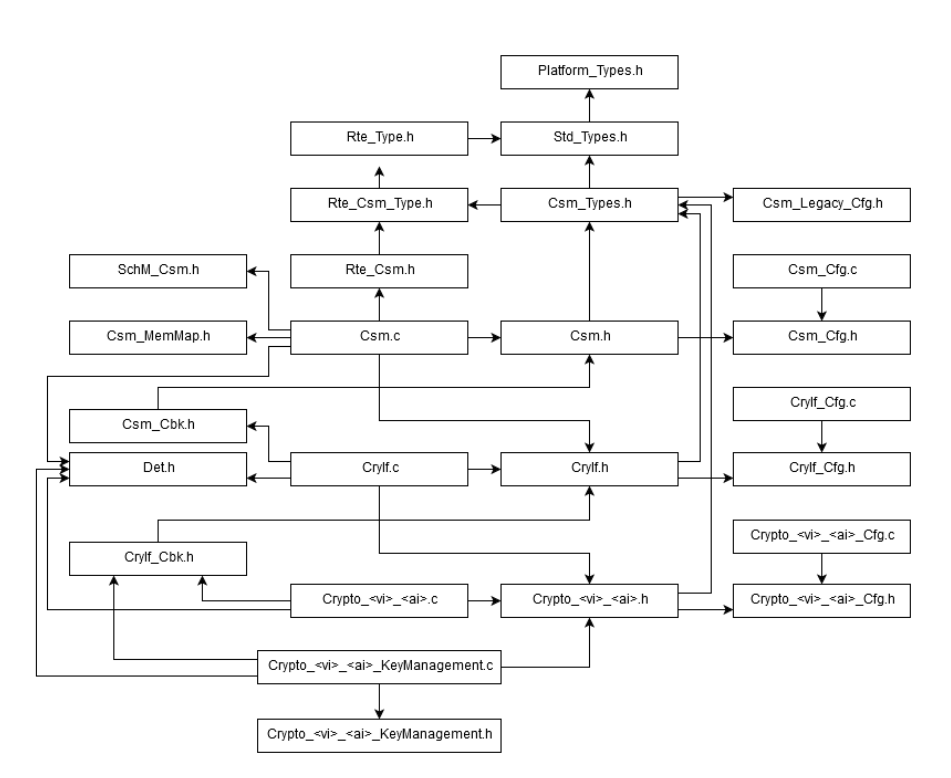 Platform_Types.h
Rte_Type.h
Std_Types.h
Rte_Csm_Type.h
Csm_Types.h
Csm_Legacy_Cfg.h
SchM_Csm.h
Rte_Csm.h
Csm_Cfg.c
Csm_MemMap.h
Csm.c
Csm.h
Csm_Cfg.h
Csm_Cbk.h
CryIf_Cfg.c
Det.h
CryIf.c
CryIf.h
CryIf_Cfg.h
CryIf_Cbk.h
Crypto_<vi>_<ai>_Cfg.c
Crypto_<vi>_<ai>.c
Crypto_<vi>_<ai>.h
Crypto_<vi>_<ai>_Cfg.h
Crypto_<vi>_<ai>_KeyManagement.c
Crypto_<vi>_<ai>_KeyManagement.h